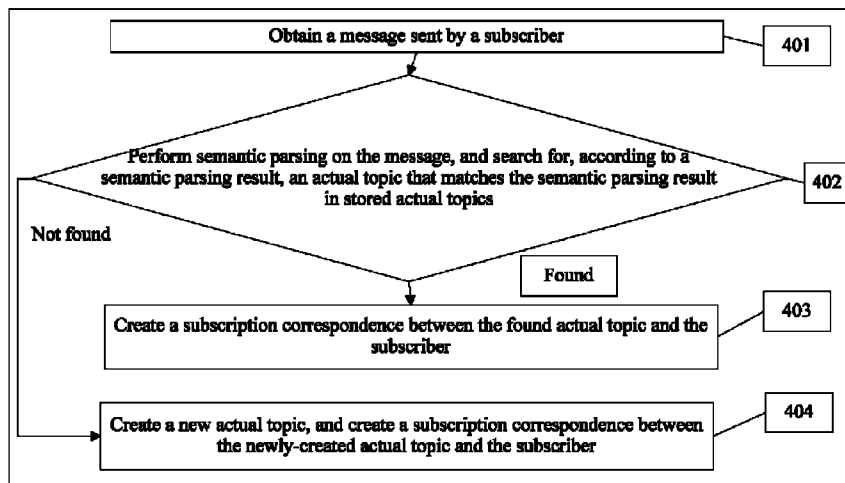 Obtain a message sent by a subscriber
401
Perform semantic parsing on the message, and search for, according to a
semantic parsing result, an actual topic that matches the semantic parsing result
in stored actual topics
402
Not found
Found
Create a subscription correspondence between the found actual topic and the
subscriber
403
Create a new actual topic, and create a subscription correspondence between
the newly-created actual topic and the subscriber
404